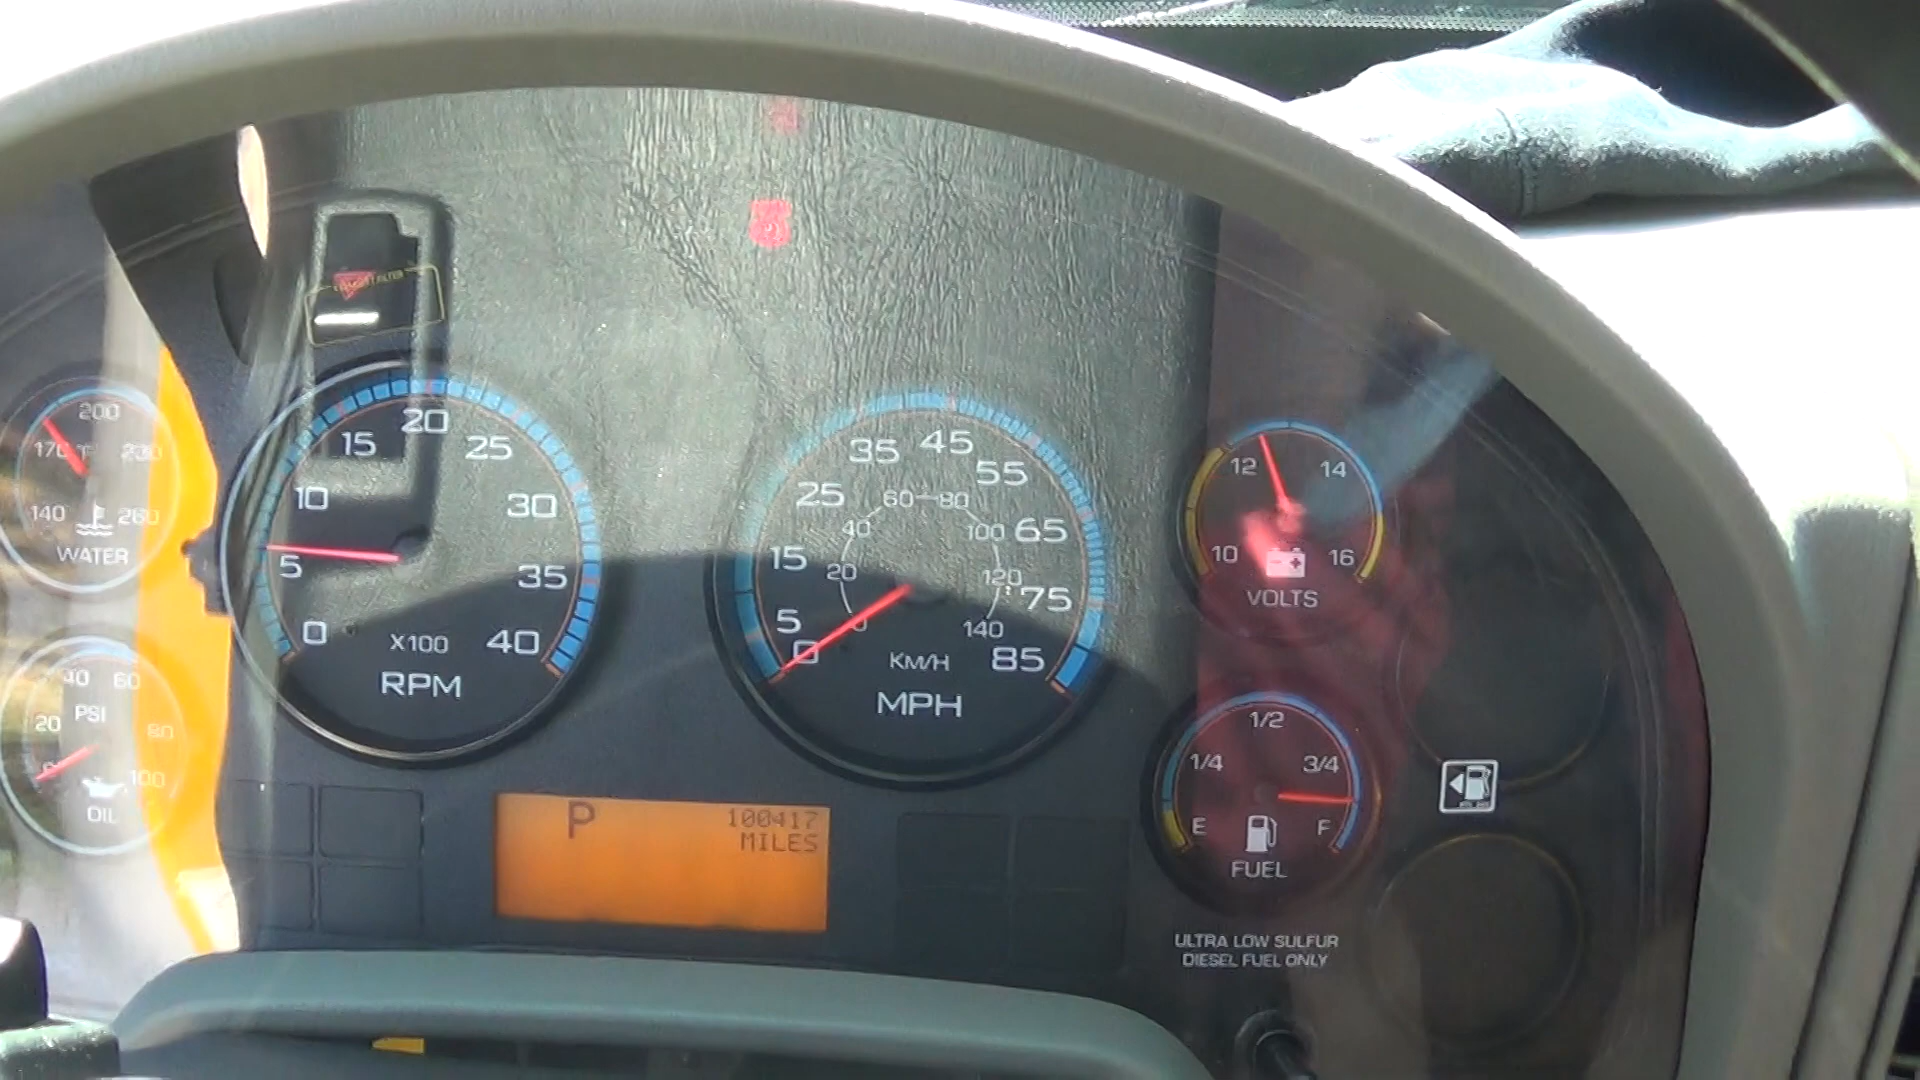 200
170 °F 230
140 260
WATER
40 60
PSI
20 80
100
OIL
20
15 25
10 30
5 35
0 40
X100
RPM
45
35 55
25 65
15 75
5 85
0
60 80
40 100
20 120
0 140
KM/H
MPH
12 14
10 16
VOLTS
1/2
1/4 3/4
E F
FUEL
P 100417
MILES
ULTRA LOW SULFUR
DIESEL FUEL ONLY